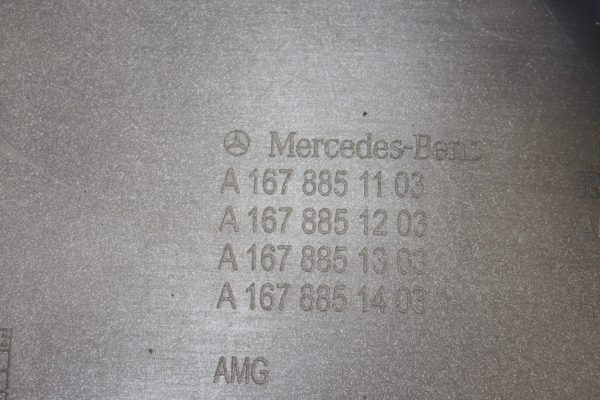 Mercedes-Benz
A 167 885 11 03
A 167 885 12 03
A 167 885 13 03
A 167 885 14 03
AMG